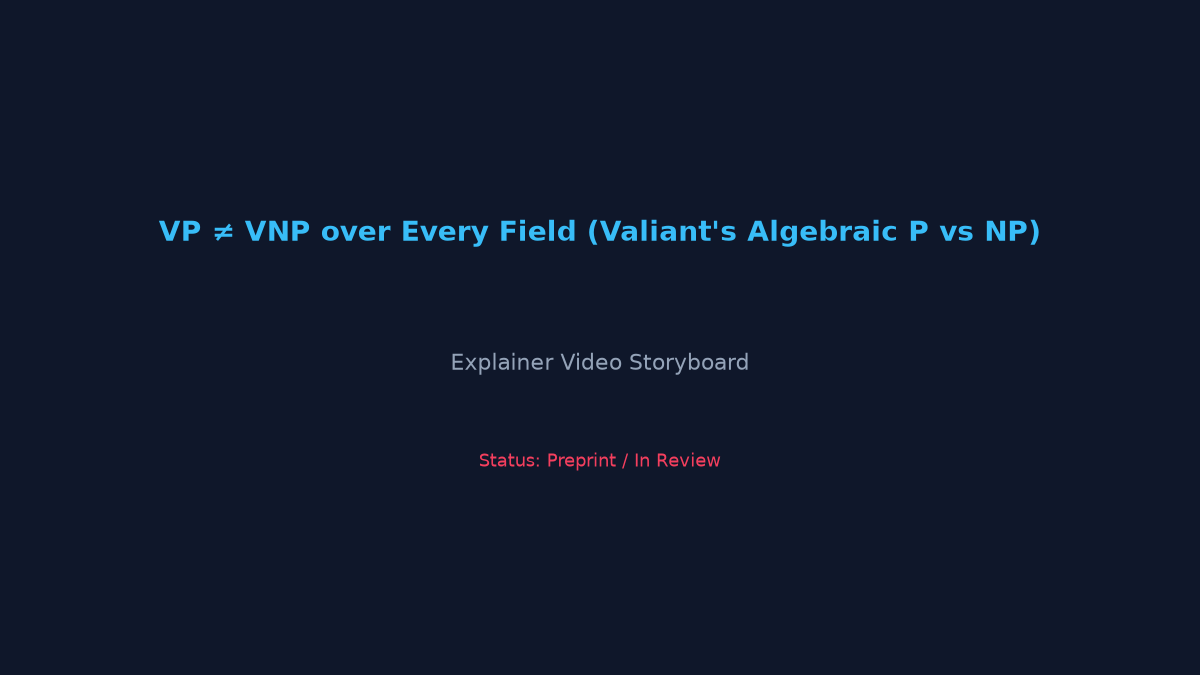 VP ≠ VNP over Every Field (Valiant's Algebraic P vs NP)
Explainer Video Storyboard
Status: Preprint / In Review